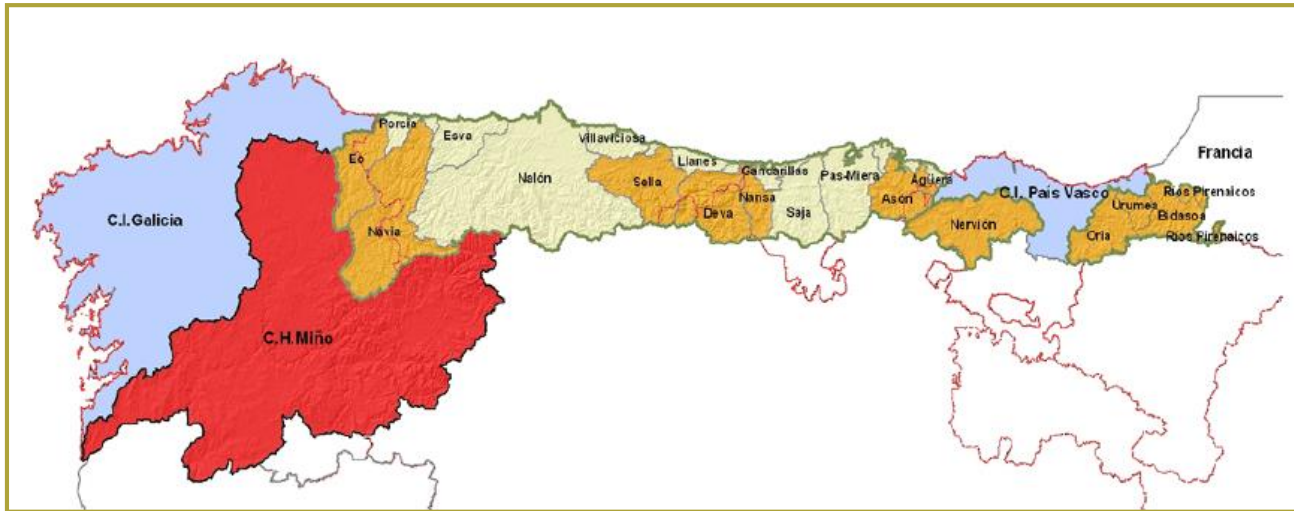 Porcia
Esva
Villaviciosa
Eo
Llanes
Francia
Gandarillas
Pas-Miera
Nalón
Sella
Agüera
Ríos Pirenaicos
C.I. País Vasco
Nansa
Asón
Urumea
C.I.Galicia
Deva
Saja
Bidasoa
Nervión
Navia
Oria
Ríos Pirenaicos
C.H.Miño